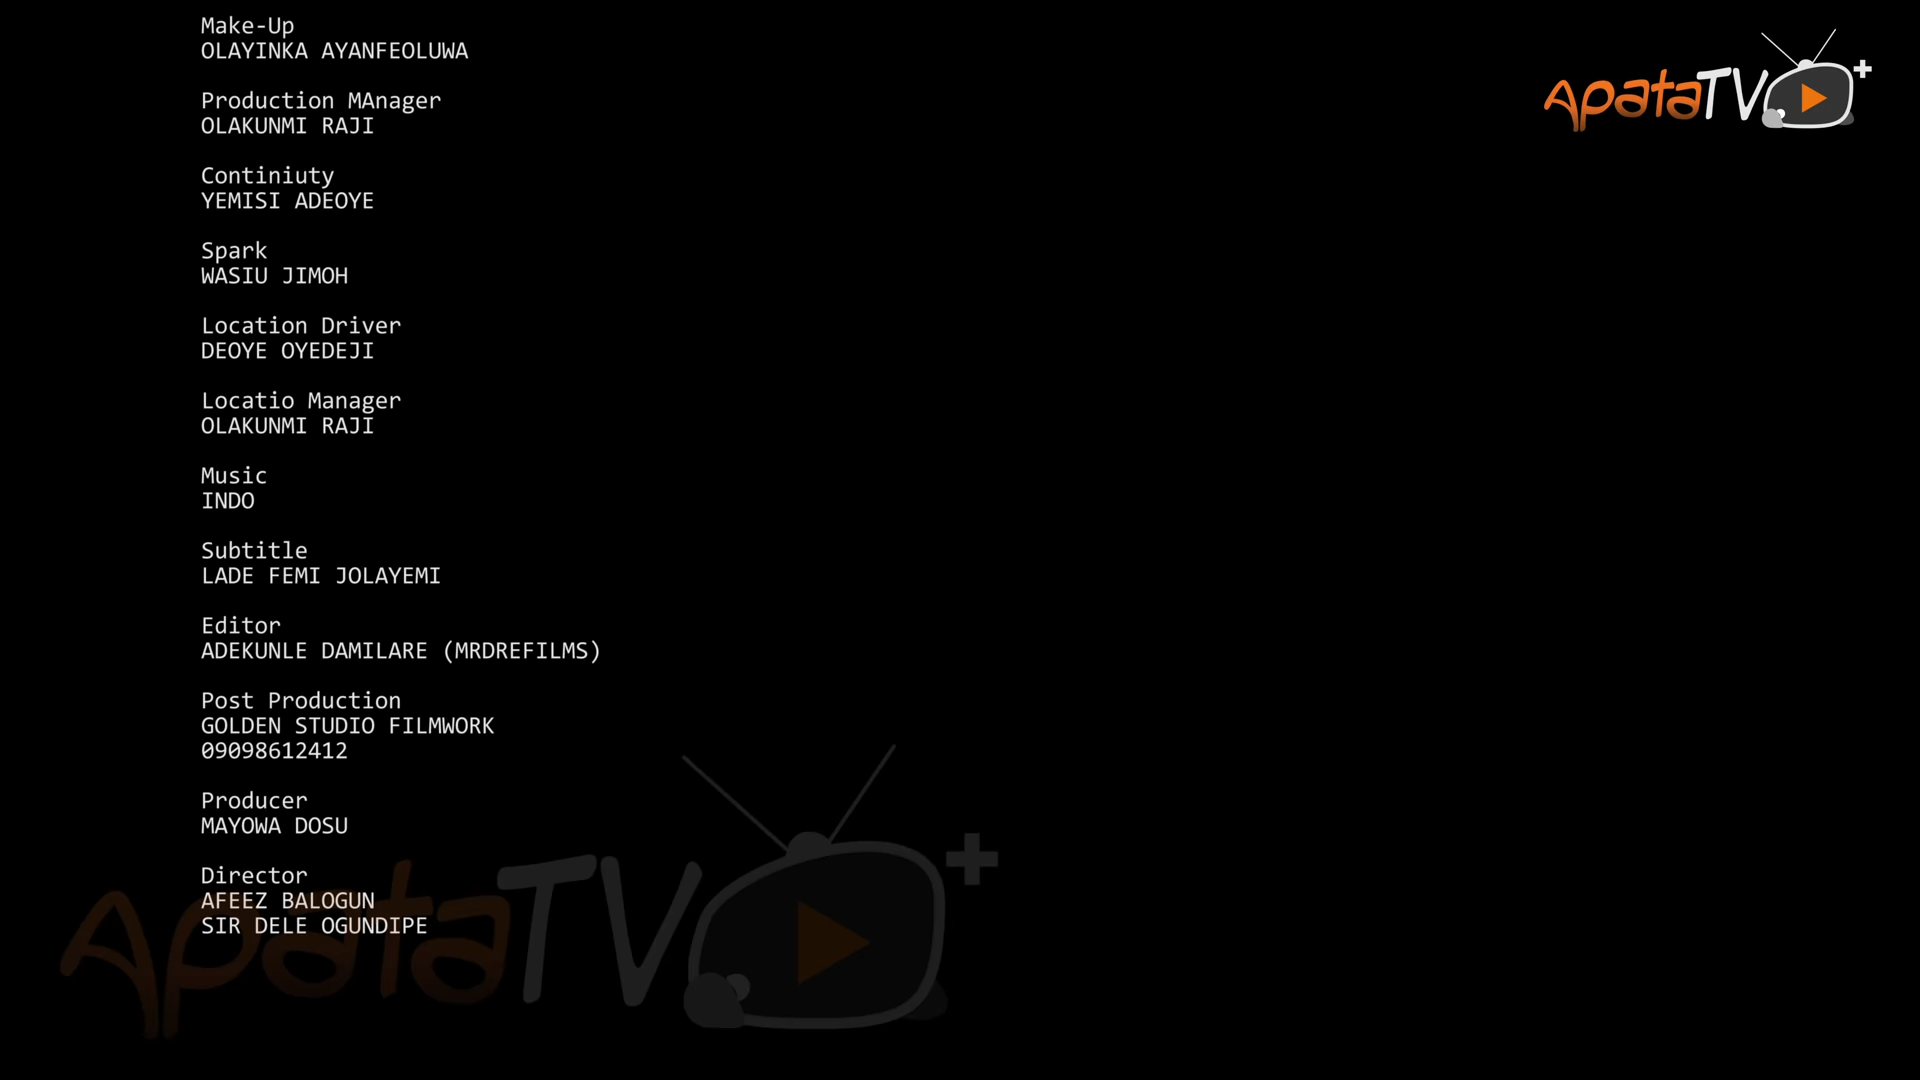 Make-Up
OLAYINKA AYANFEOLUWA
Production MAnager
OLAKUNMI RAJI
Continiuty
YEMISI ADEOYE
Spark
WASIU JIMOH
Location Driver
DEOYE OYEDEJI
Locatio Manager
OLAKUNMI RAJI
Music
INDO
Subtitle
LADE FEMI JOLAYEMI
Editor
ADEKUNLE DAMILARE (MRDREFILMS)
Post Production
GOLDEN STUDIO FILMWORK
09098612412
Producer
MAYOWA DOSU
Director
AFEEZ BALOGUN
SIR DELE OGUNDIPE
ApataTV+
ApataTV+